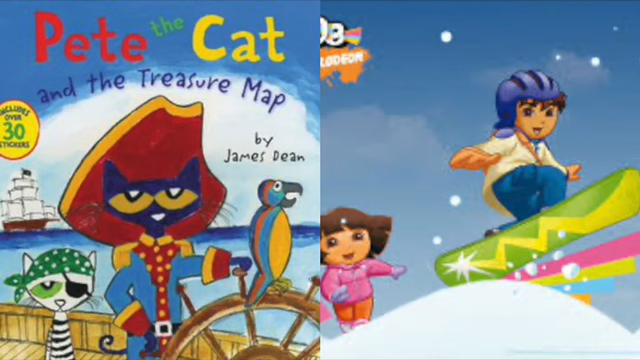 Pete the Cat
and the Treasure Map
INCLUDES
OVER
30
STICKERS
by
James Dean